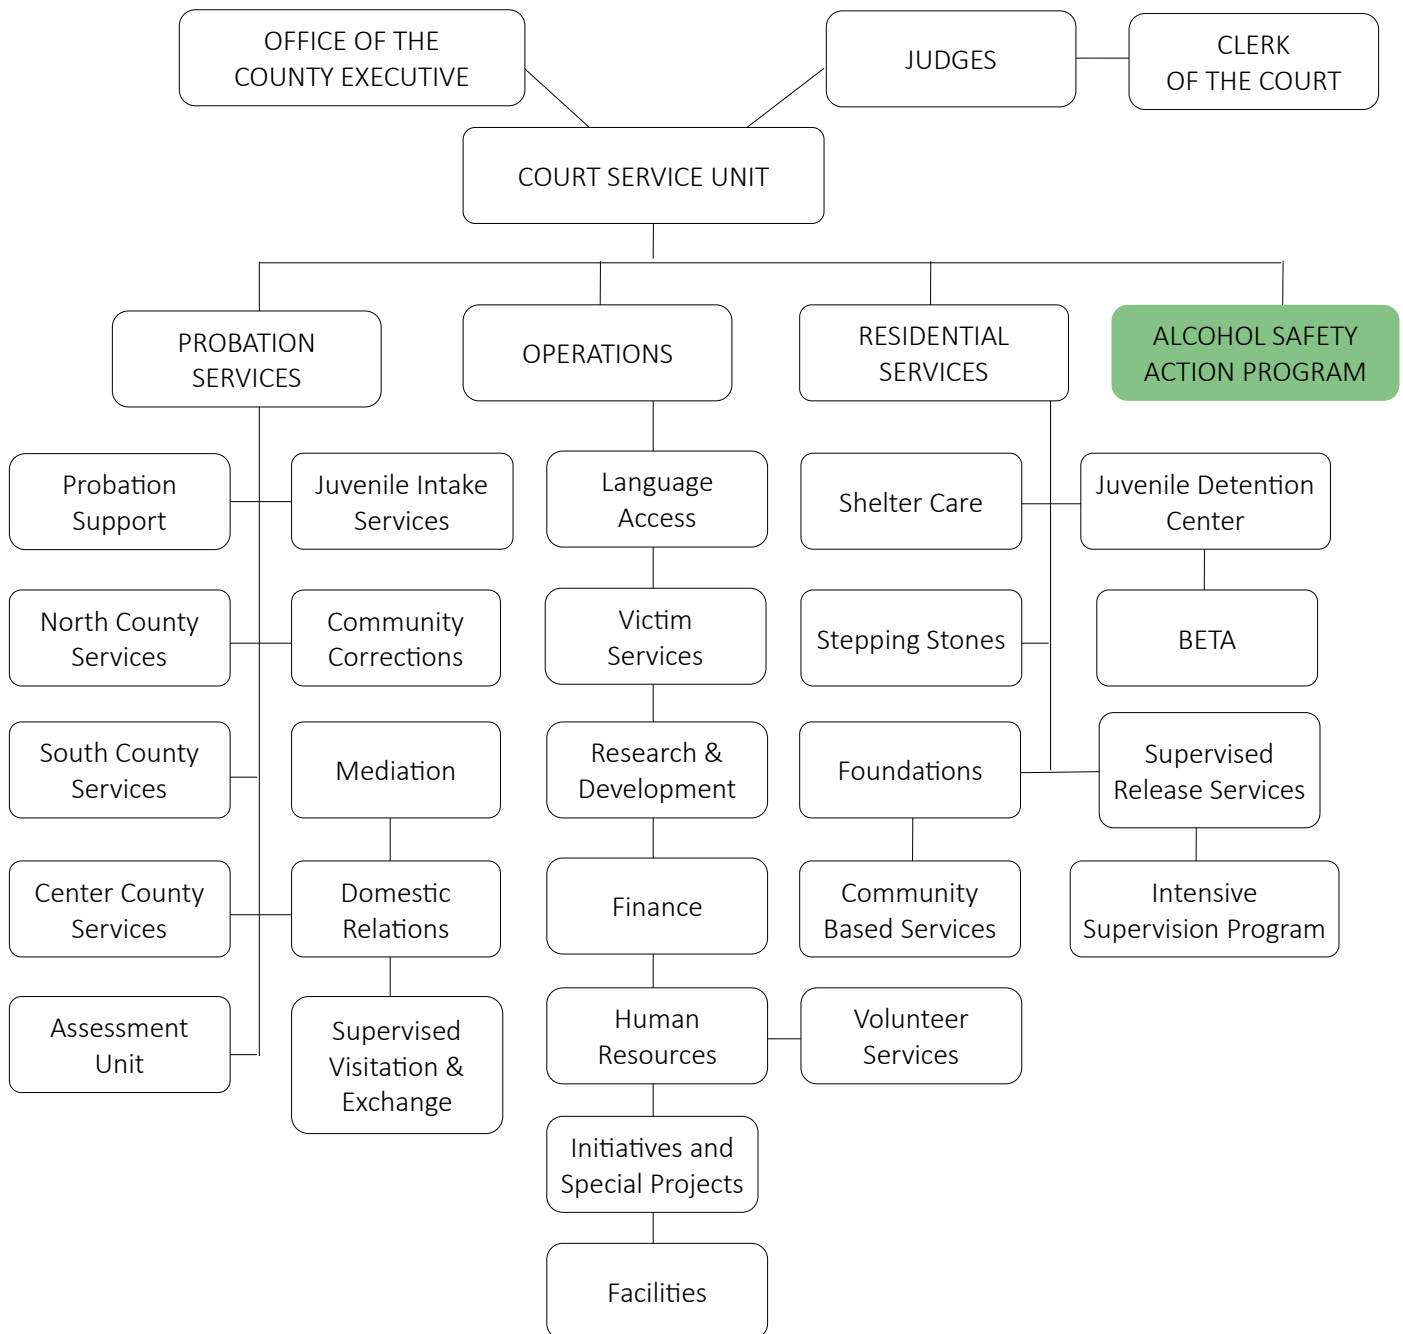 OFFICE OF THE
COUNTY EXECUTIVE
JUDGES
CLERK
OF THE COURT
COURT SERVICE UNIT
PROBATION
SERVICES
OPERATIONS
RESIDENTIAL
SERVICES
ALCOHOL SAFETY
ACTION PROGRAM
Probation
Support
Juvenile Intake
Services
Language
Access
Shelter Care
Juvenile Detention
Center
North County
Services
Community
Corrections
Victim
Services
Stepping Stones
BETA
South County
Services
Mediation
Research &
Development
Foundations
Supervised
Release Services
Center County
Services
Domestic
Relations
Finance
Community
Based Services
Intensive
Supervision Program
Assessment
Unit
Supervised
Visitation &
Exchange
Human
Resources
Volunteer
Services
Initiatives and
Special Projects
Facilities